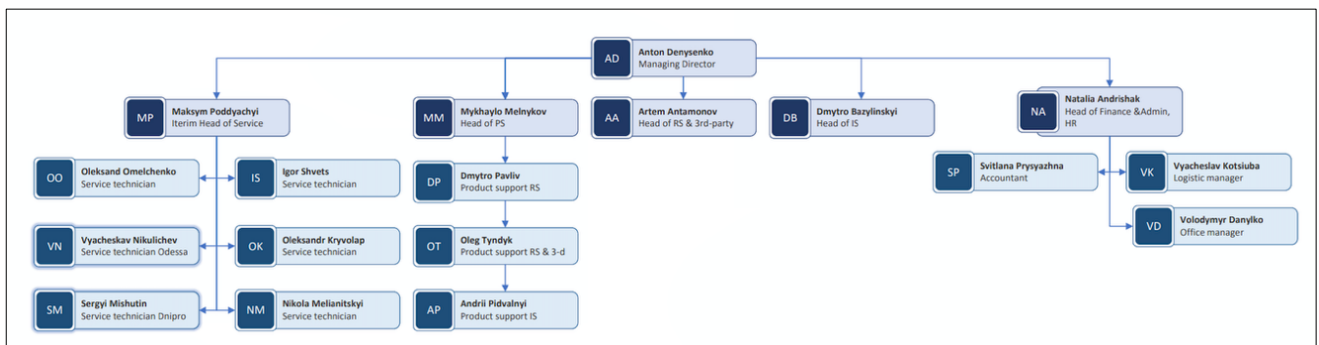 AD
Anton Denysenko
Managing Director
MP
Maksym Poddyachyi
Iterim Head of Service
MM
Mykhaylo Melnykov
Head of PS
AA
Artem Antamonov
Head of RS & 3rd-party
DB
Dmytro Bazylinskyi
Head of IS
NA
Natalia Andrishak
Head of Finance &Admin,
HR
OO
Oleksand Omelchenko
Service technician
IS
Igor Shvets
Service technician
DP
Dmytro Pavliv
Product support RS
SP
Svitlana Prysyazhna
Accountant
VK
Vyacheslav Kotsiuba
Logistic manager
VN
Vyacheskav Nikulichev
Service technician Odessa
OK
Oleksandr Kryvolap
Service technician
OT
Oleg Tyndyk
Product support RS & 3-d
VD
Volodymyr Danylko
Office manager
SM
Sergyi Mishutin
Service technician Dnipro
NM
Nikola Melianitskyi
Service technician
AP
Andrii Pidvalnyi
Product support IS